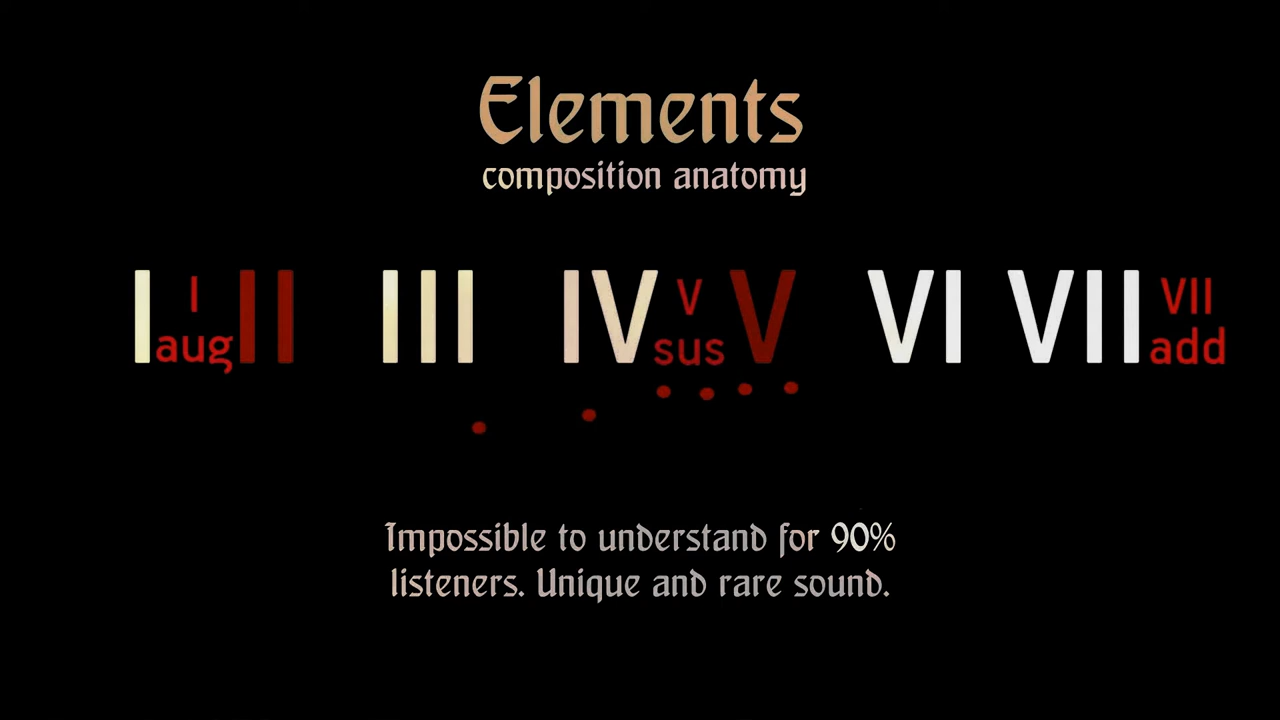 Elements
composition anatomy
I I aug II III IV V sus V VI VII VII add
Impossible to understand for 90%
listeners. Unique and rare sound.